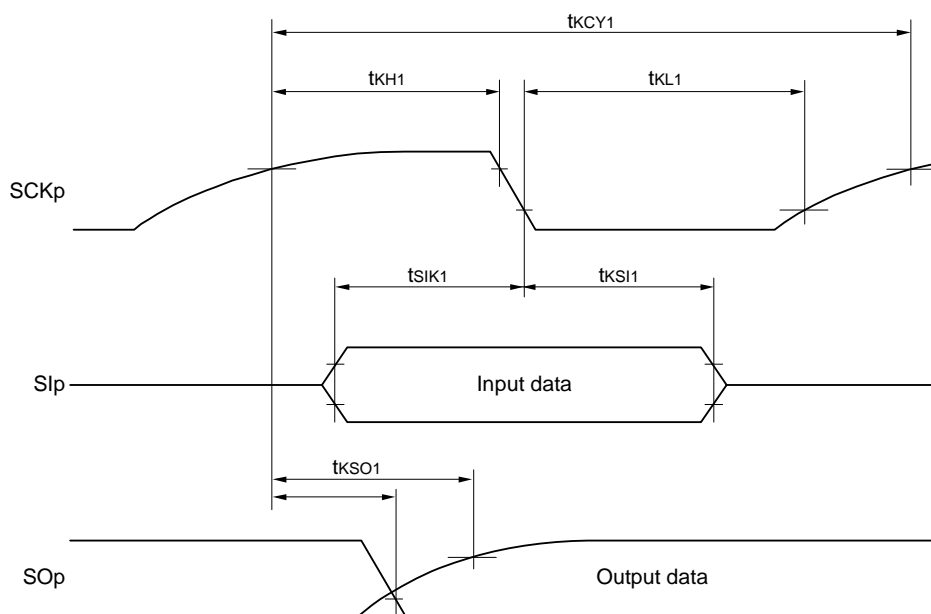 tKCY1
tKH1
tKL1
SCKp
tSIK1
tKSI1
SIp
Input data
tKSO1
SOp
Output data